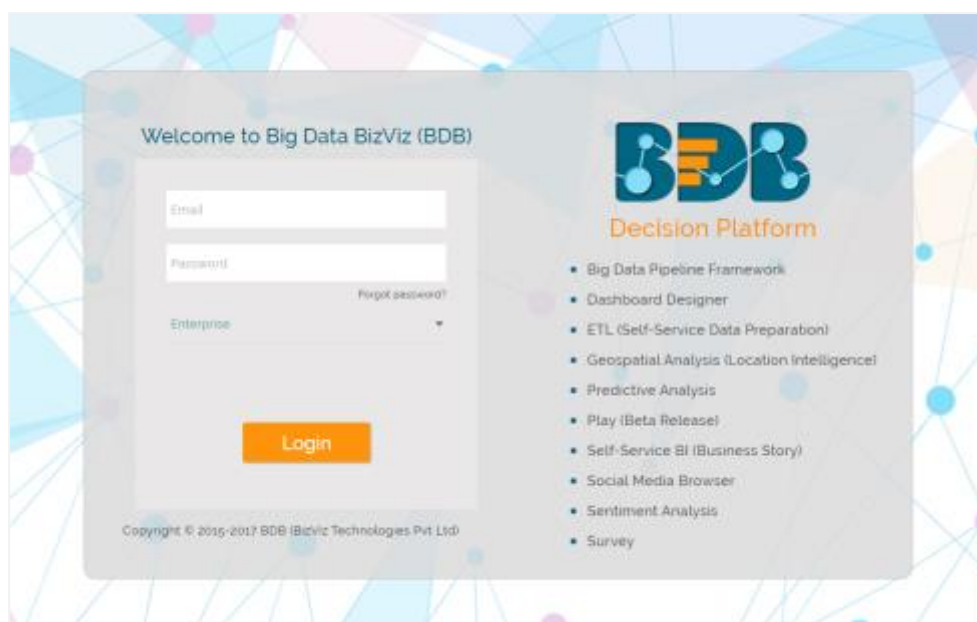 Welcome to Big Data BizViz (BDB)
Email
Password
Forgot password?
Enterprise
Login
Copyright © 2015-2017 BDB (BizViz Technologies Pvt Ltd)
BDB
Decision Platform
Big Data Pipeline Framework
Dashboard Designer
ETL (Self-Service Data Preparation)
Geospatial Analysis (Location Intelligence)
Predictive Analysis
Play (Beta Release)
Self-Service BI (Business Story)
Social Media Browser
Sentiment Analysis
Survey